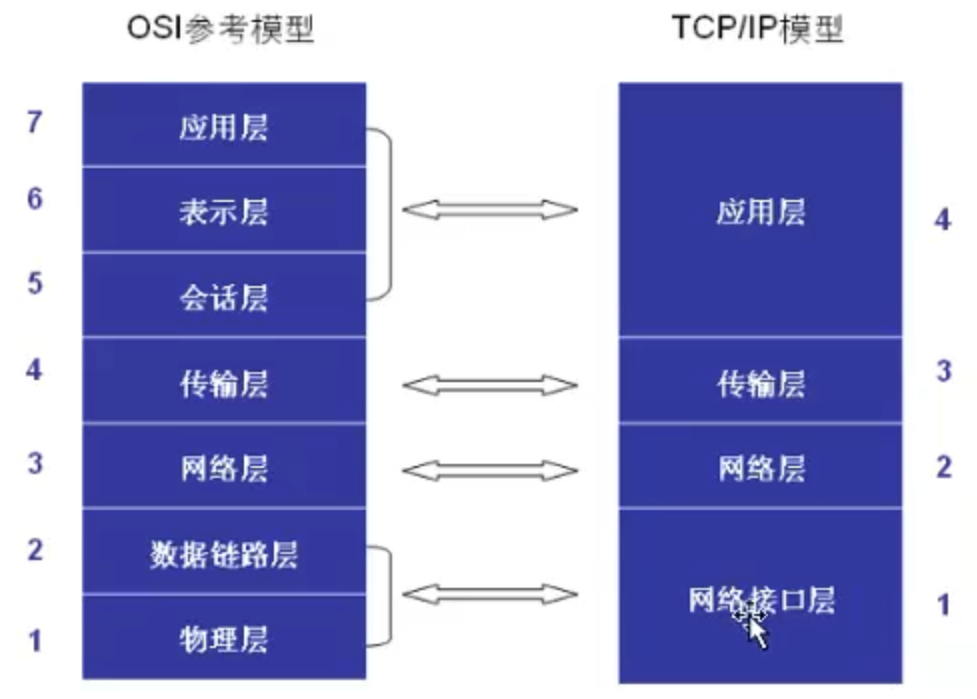 OSI参考模型
TCP/IP模型
7
应用层
6
表示层
5
会话层
4
传输层
3
网络层
2
数据链路层
1
物理层
应用层
4
传输层
3
网络层
2
网络接口层
1